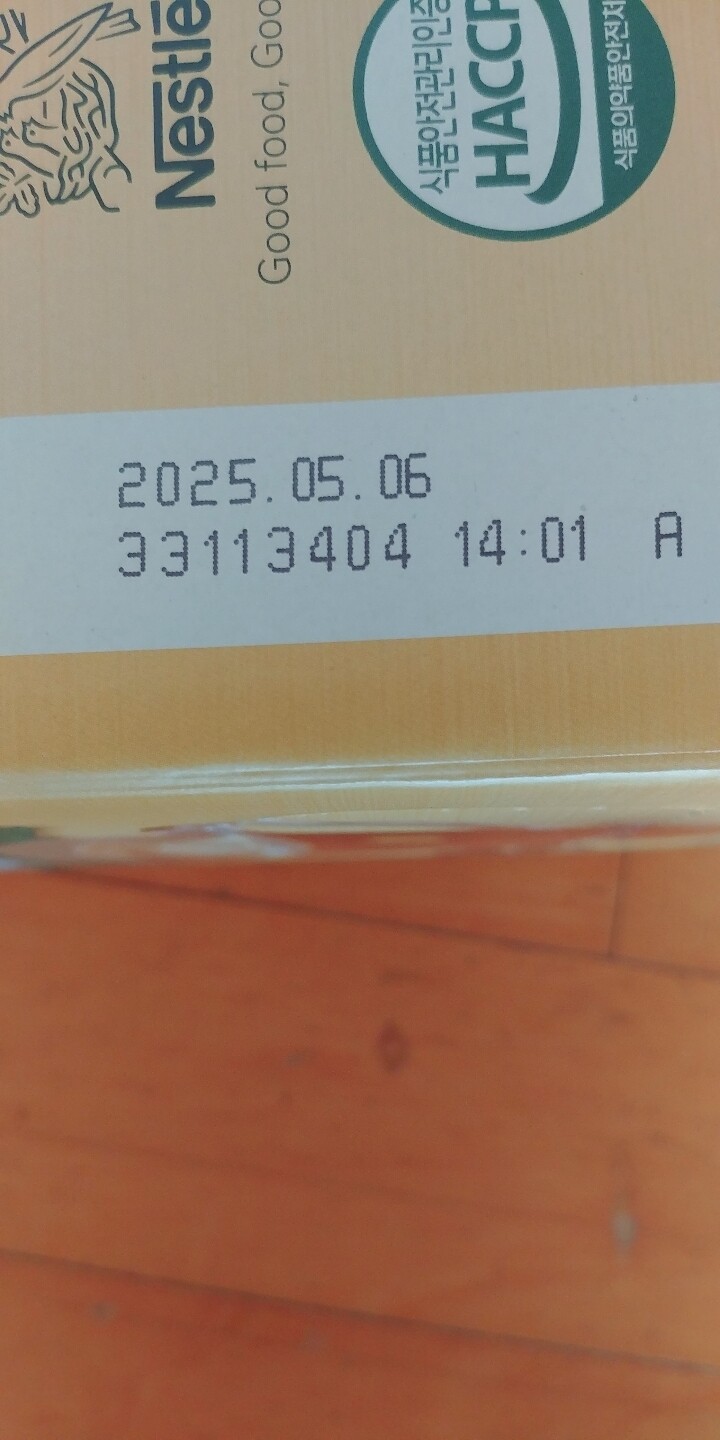 Nestlé
Good food, Goo
식품안전관리인증
HACCP
식품의약품안전처
2025.05.06
33113404 14:01 A